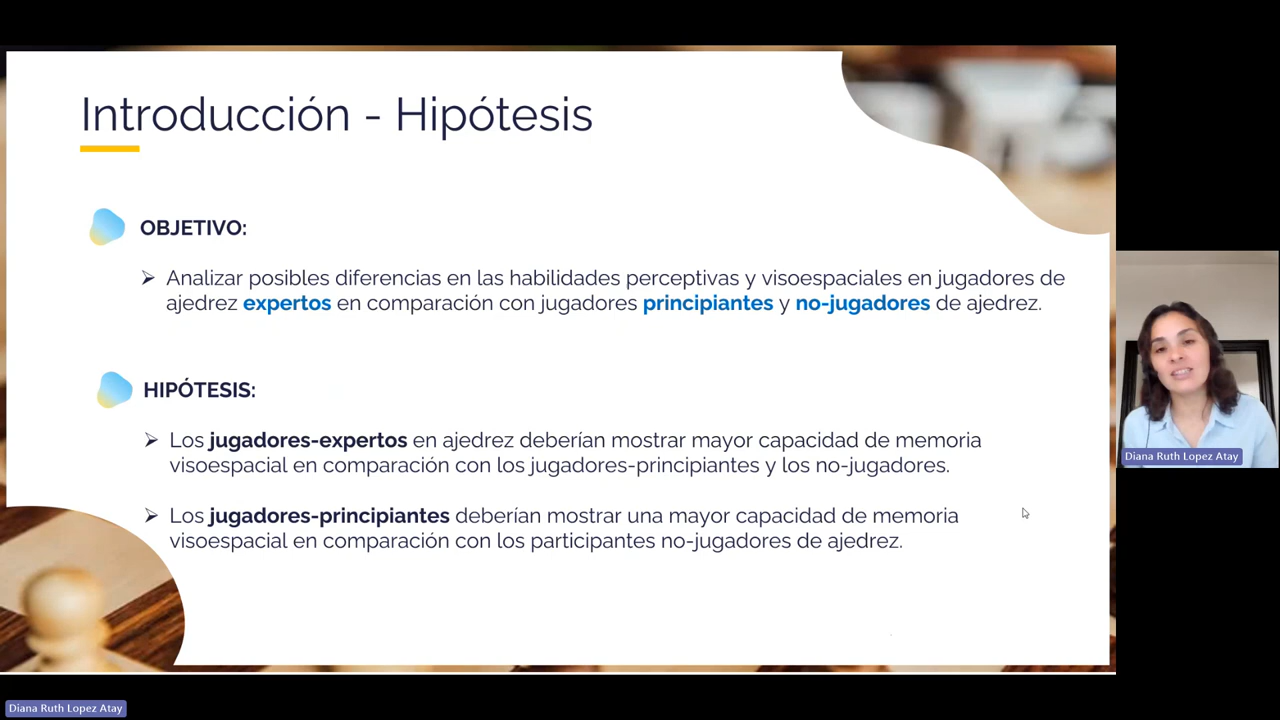 Introducción - Hipótesis
OBJETIVO:
Analizar posibles diferencias en las habilidades perceptivas y visoespaciales en jugadores de
ajedrez expertos en comparación con jugadores principiantes y no-jugadores de ajedrez.
HIPÓTESIS:
Los jugadores-expertos en ajedrez deberían mostrar mayor capacidad de memoria
visoespacial en comparación con los jugadores-principiantes y los no-jugadores.
Los jugadores-principiantes deberían mostrar una mayor capacidad de memoria
visoespacial en comparación con los participantes no-jugadores de ajedrez.
Diana Ruth Lopez Atay
Diana Ruth Lopez Atay